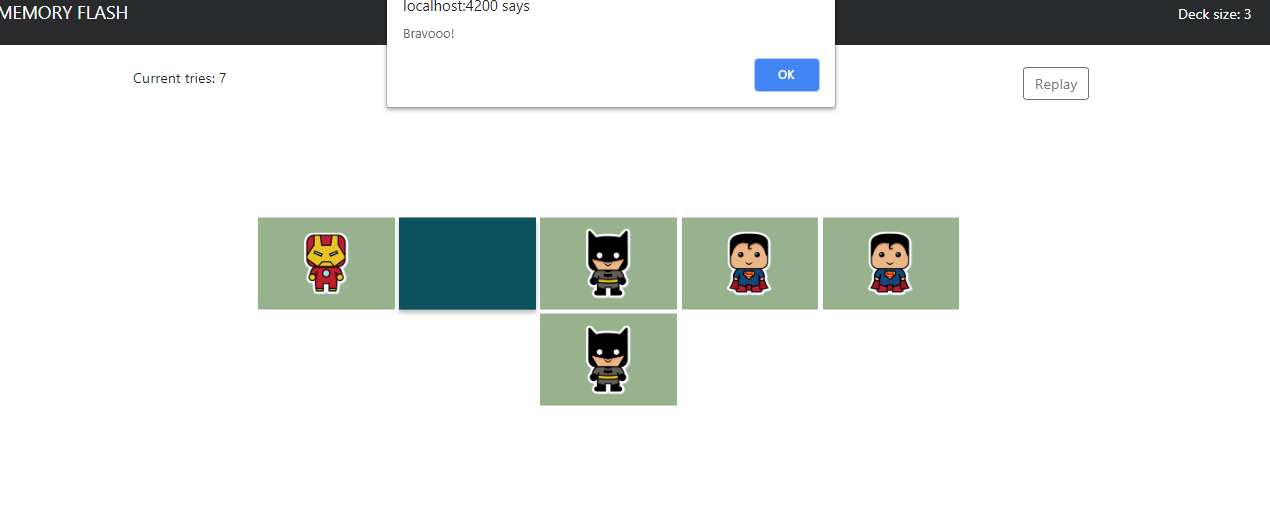 MEMORY FLASH
Deck size: 3
localhost:4200 says
Bravooo!
OK
Current tries: 7
Replay